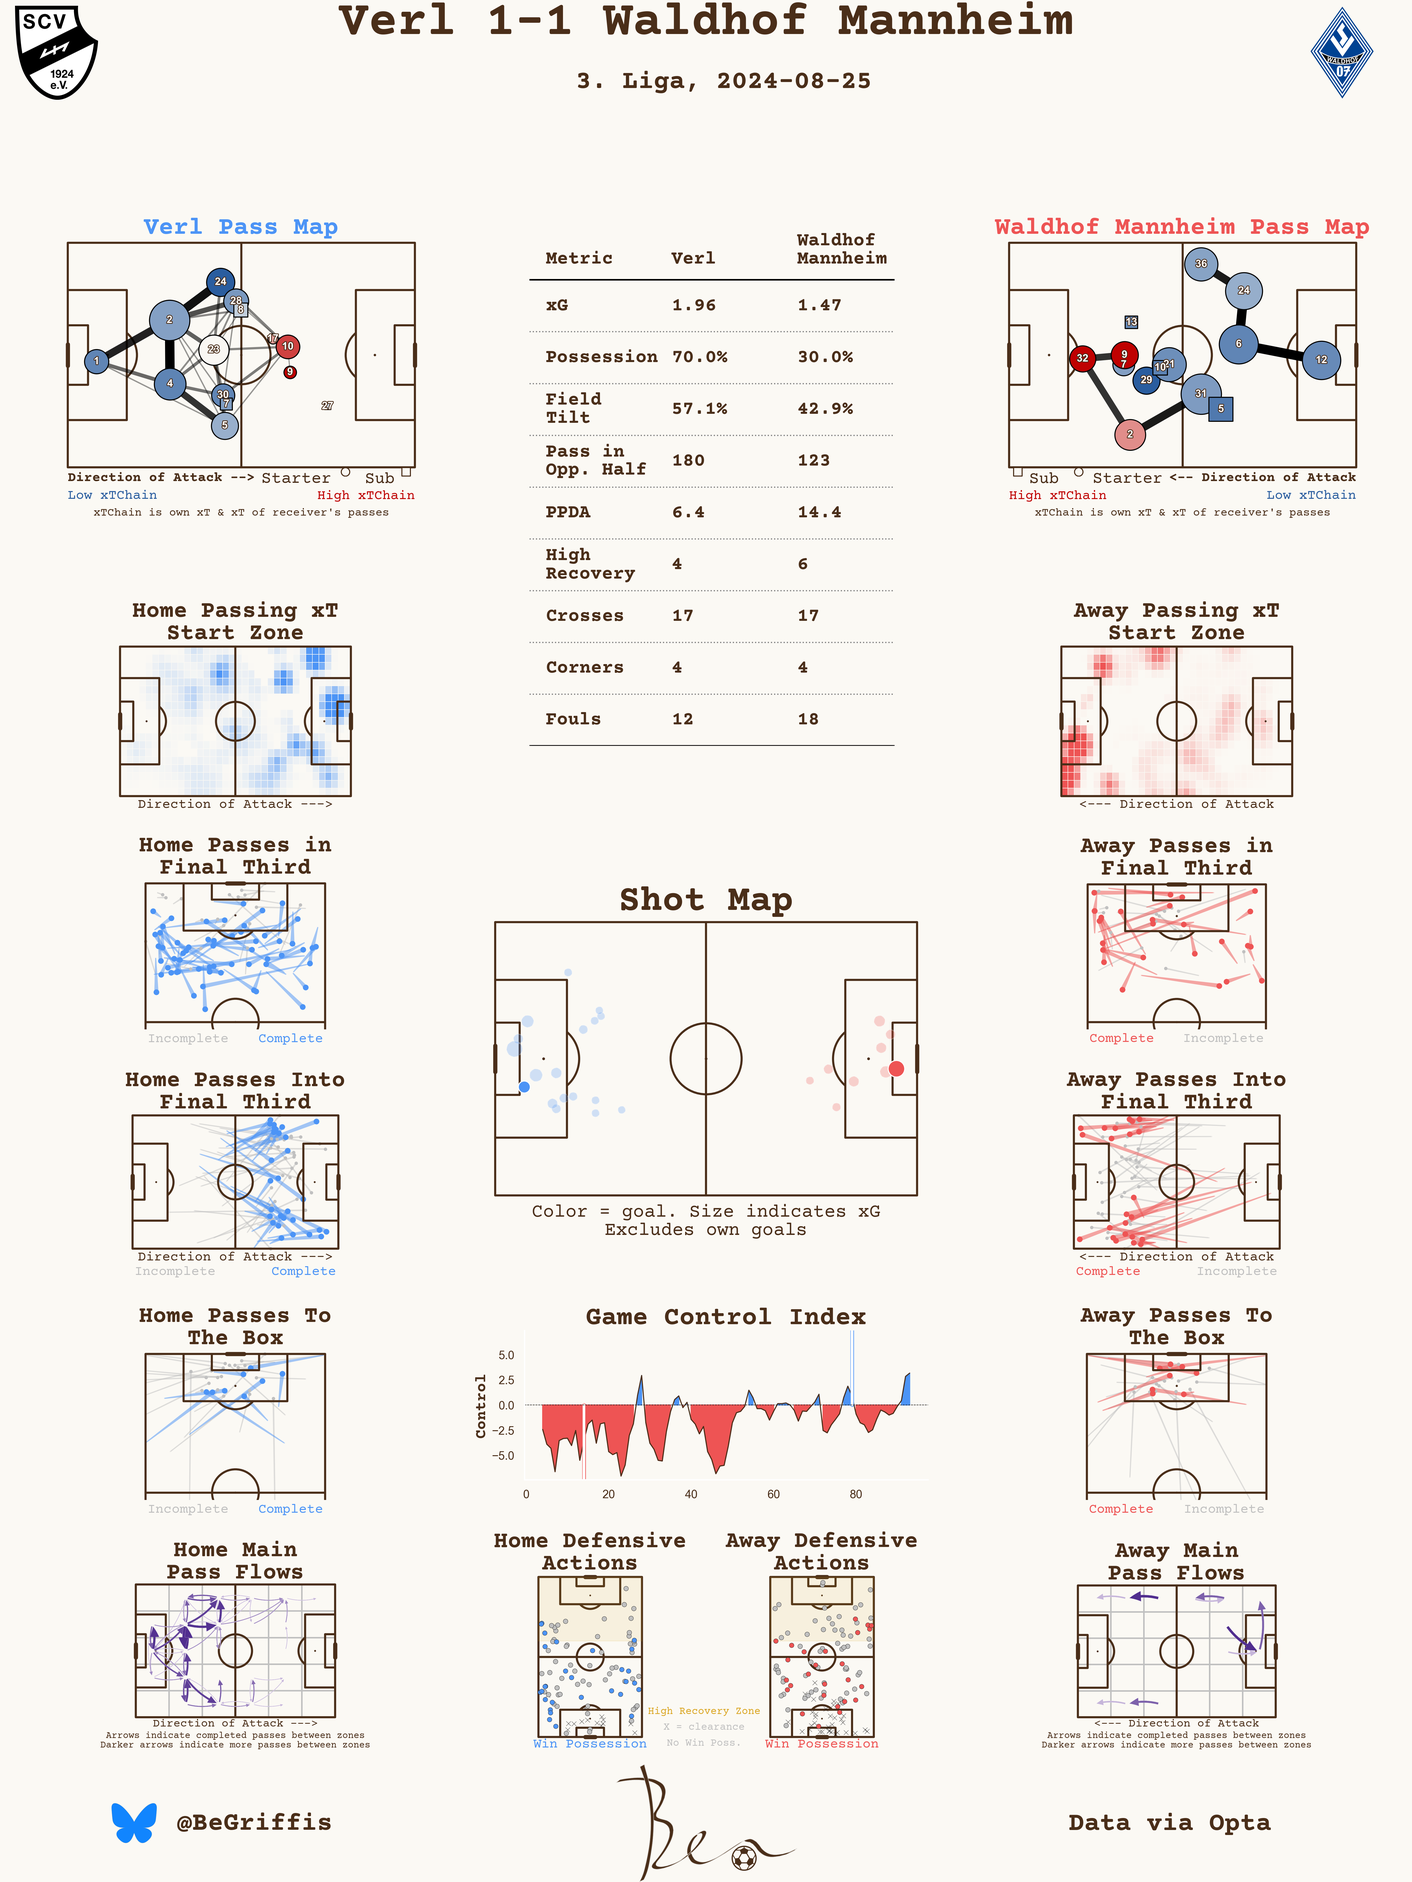 Verl 1-1 Waldhof Mannheim
3. Liga, 2024-08-25
SCV
1924
e.V.
WALDHOF
07
Verl Pass Map
24
28
8
2
23
17
10
1
9
4
30
7
27
5
Direction of Attack --> Starter Sub
Low xTChain High xTChain
xTChain is own xT & xT of receiver's passes
Metric Verl Waldhof
Mannheim
xG 1.96 1.47
Possession 70.0% 30.0%
Field
Tilt 57.1% 42.9%
Pass in
Opp. Half 180 123
PPDA 6.4 14.4
High
Recovery 4 6
Crosses 17 17
Corners 4 4
Fouls 12 18
Waldhof Mannheim Pass Map
36
24
13
6
32
9
7
21
10
12
29
31
5
2
Sub Starter <-- Direction of Attack
High xTChain Low xTChain
xTChain is own xT & xT of receiver's passes
Home Passing xT
Start Zone
Direction of Attack --->
Away Passing xT
Start Zone
<--- Direction of Attack
Home Passes in
Final Third
Incomplete Complete
Away Passes in
Final Third
Complete Incomplete
Shot Map
Color = goal. Size indicates xG
Excludes own goals
Home Passes Into
Final Third
Direction of Attack --->
Incomplete Complete
Away Passes Into
Final Third
<--- Direction of Attack
Complete Incomplete
Home Passes To
The Box
Incomplete Complete
Game Control Index
Control
5.0
2.5
0.0
−2.5
−5.0
0 20 40 60 80
Away Passes To
The Box
Complete Incomplete
Home Main
Pass Flows
Direction of Attack --->
Arrows indicate completed passes between zones
Darker arrows indicate more passes between zones
Home Defensive
Actions
Win Possession
High Recovery Zone
X = clearance
No Win Poss.
Away Defensive
Actions
Win Possession
Away Main
Pass Flows
<--- Direction of Attack
Arrows indicate completed passes between zones
Darker arrows indicate more passes between zones
@BeGriffis
Ben
Data via Opta